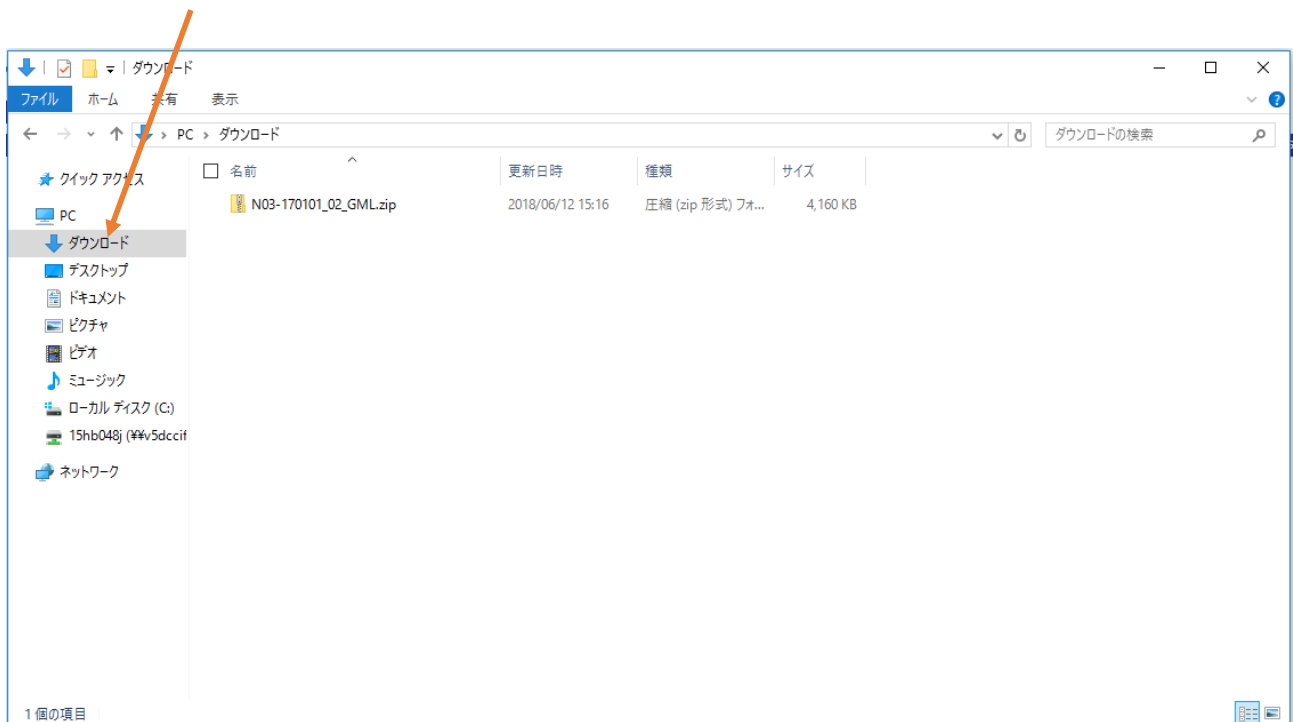 ダウンロード
ファイル ホーム 共有 表示
PC › ダウンロード ダウンロードの検索
名前 更新日時 種類 サイズ
N03-170101_02_GML.zip 2018/06/12 15:16 圧縮 (zip 形式) フォ... 4,160 KB
クイック アクセス
PC
ダウンロード
デスクトップ
ドキュメント
ピクチャ
ビデオ
ミュージック
ローカル ディスク (C:)
15hb048j (¥¥v5dccif
ネットワーク
1 個の項目